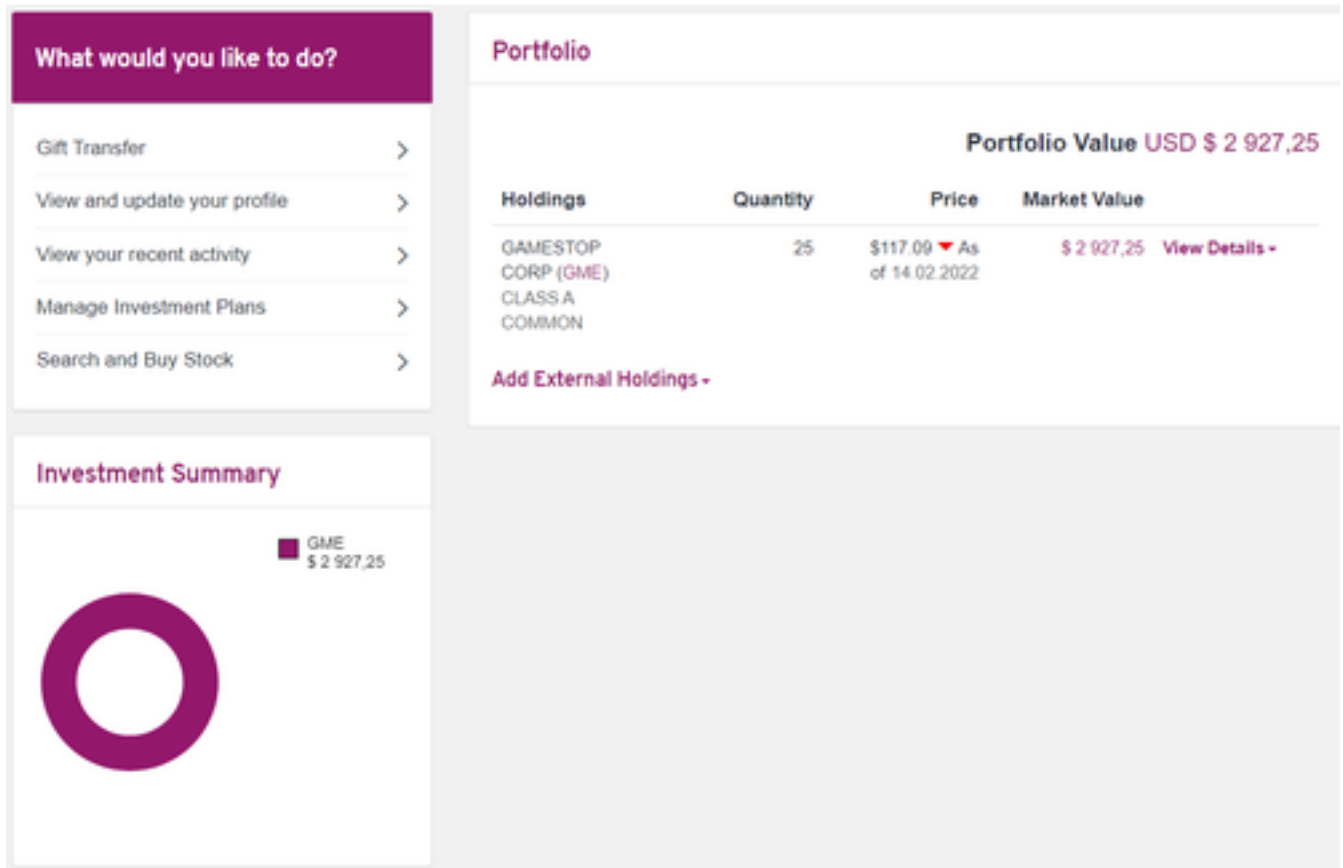 What would you like to do?
Gift Transfer
View and update your profile
View your recent activity
Manage Investment Plans
Search and Buy Stock
Portfolio
Portfolio Value USD $ 2 927,25
Holdings Quantity Price Market Value
GAMESTOP 25 $117.09 As $ 2 927,25 View Details
CORP (GME) of 14.02.2022
CLASS A
COMMON
Add External Holdings
Investment Summary
GME
$ 2 927,25